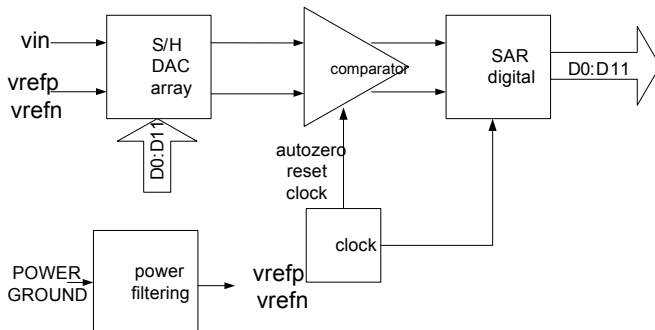 vin
vrefp
vrefn
S/H
DAC
array
D0:D11
comparator
SAR
digital
D0:D11
autozero
reset
clock
clock
POWER
GROUND
power
filtering
vrefp
vrefn